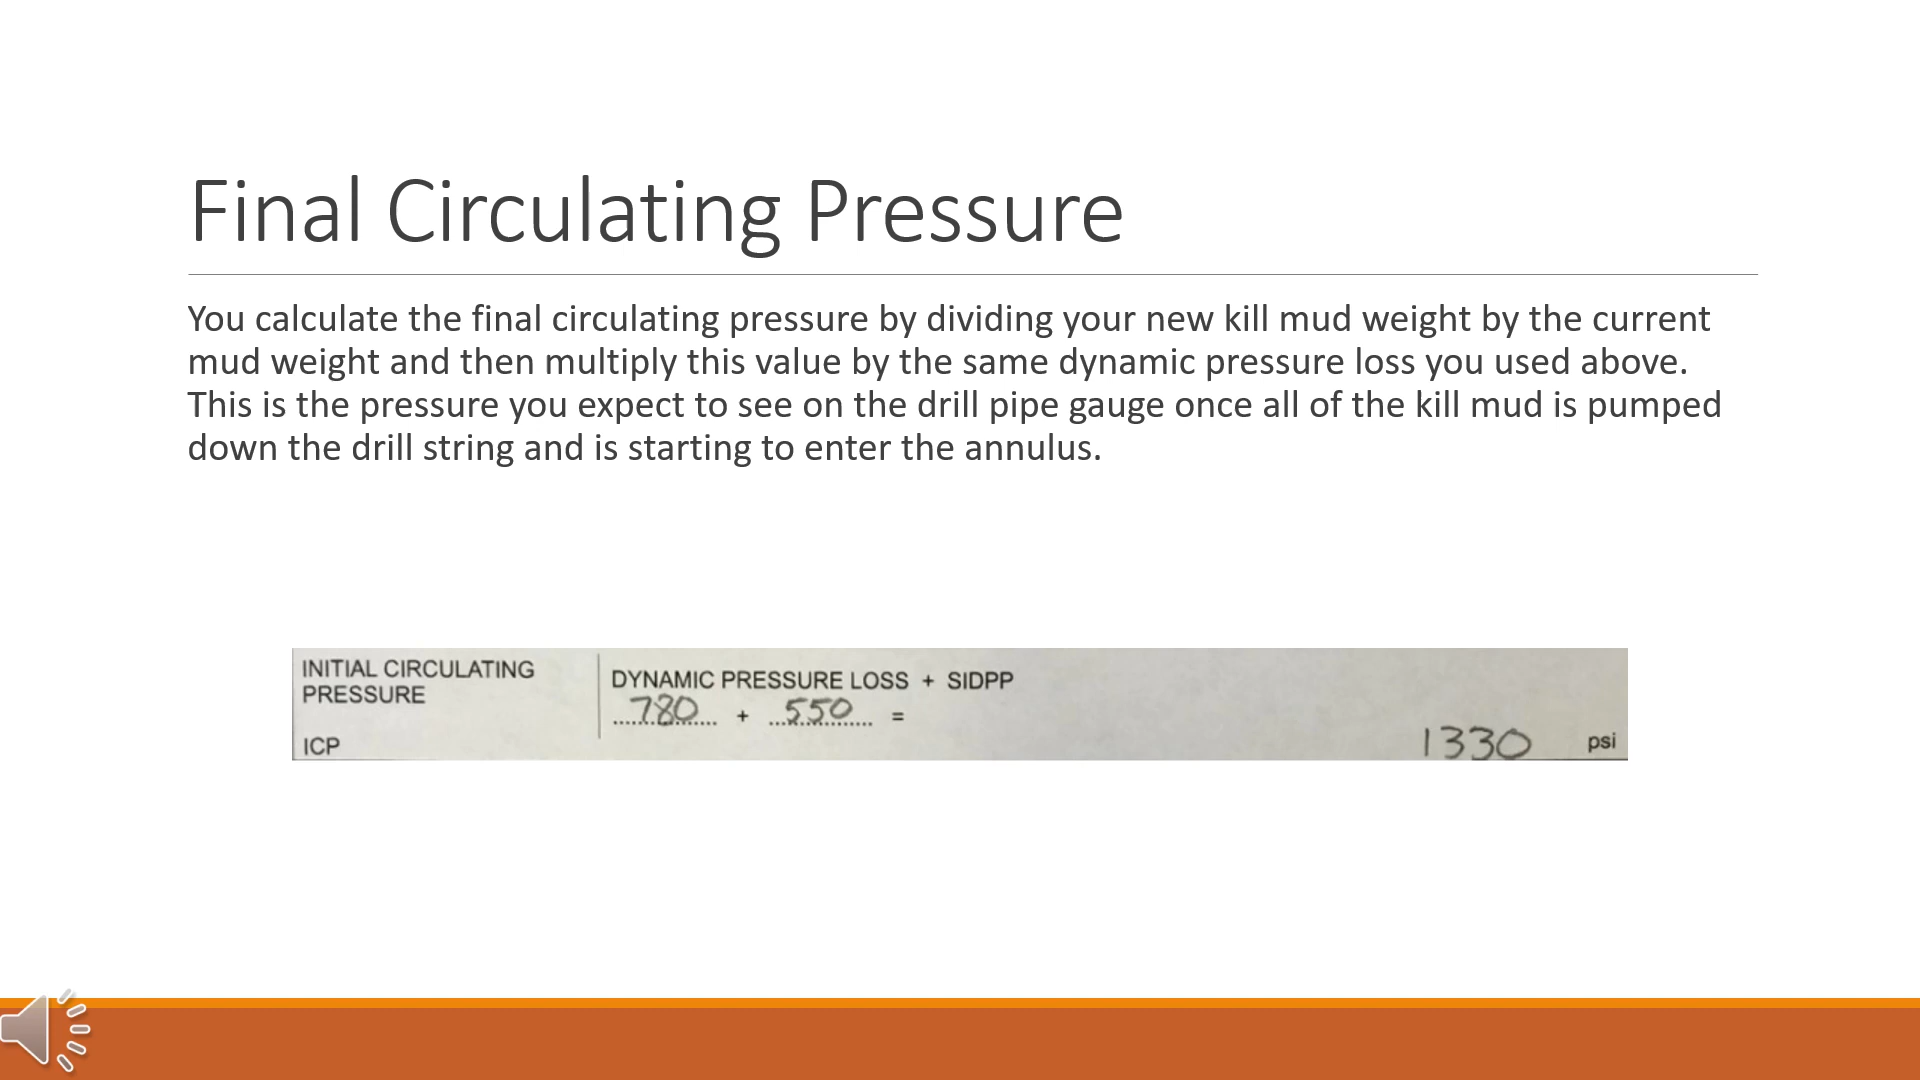 Final Circulating Pressure
You calculate the final circulating pressure by dividing your new kill mud weight by the current
mud weight and then multiply this value by the same dynamic pressure loss you used above.
This is the pressure you expect to see on the drill pipe gauge once all of the kill mud is pumped
down the drill string and is starting to enter the annulus.
INITIAL CIRCULATING
PRESSURE
ICP
DYNAMIC PRESSURE LOSS + SIDPP
780 + 550 =
1330 psi